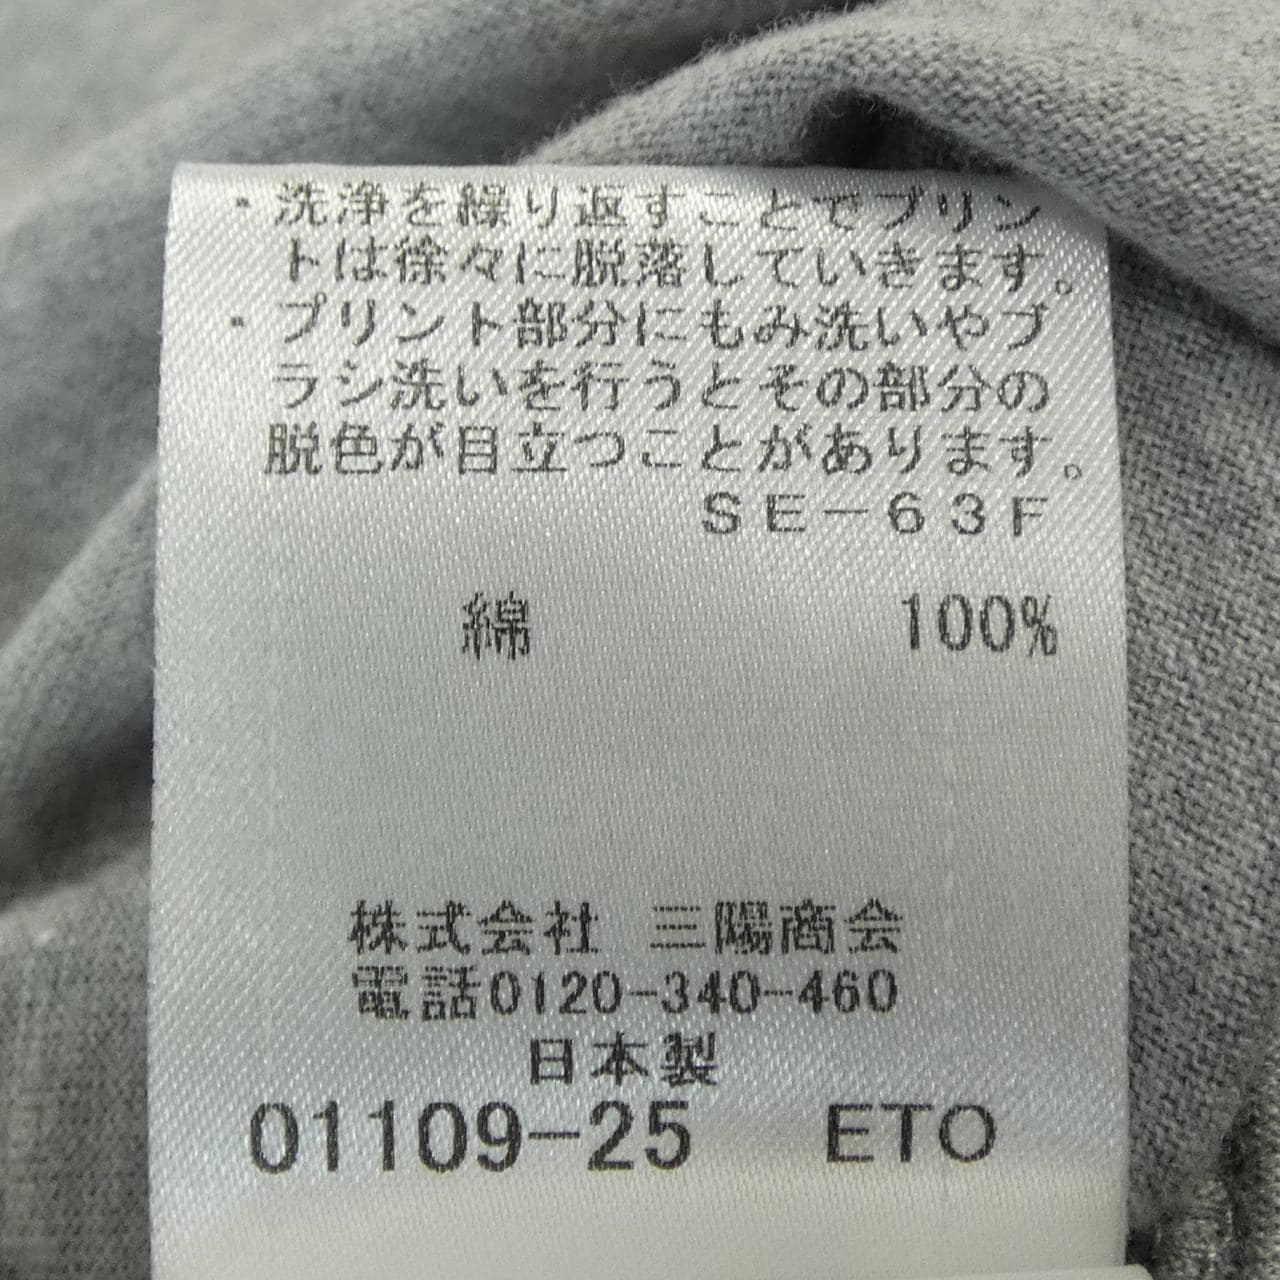 ・洗浄を繰り返すことでプリン
トは徐々に脱落していきます。
・プリント部分にもみ洗いやブ
ラシ洗いを行うとその部分の
脱色が目立つことがあります。
SE-63F
綿 100%
株式会社 三陽商会
電話0120-340-460
日本製
01109-25 ETO